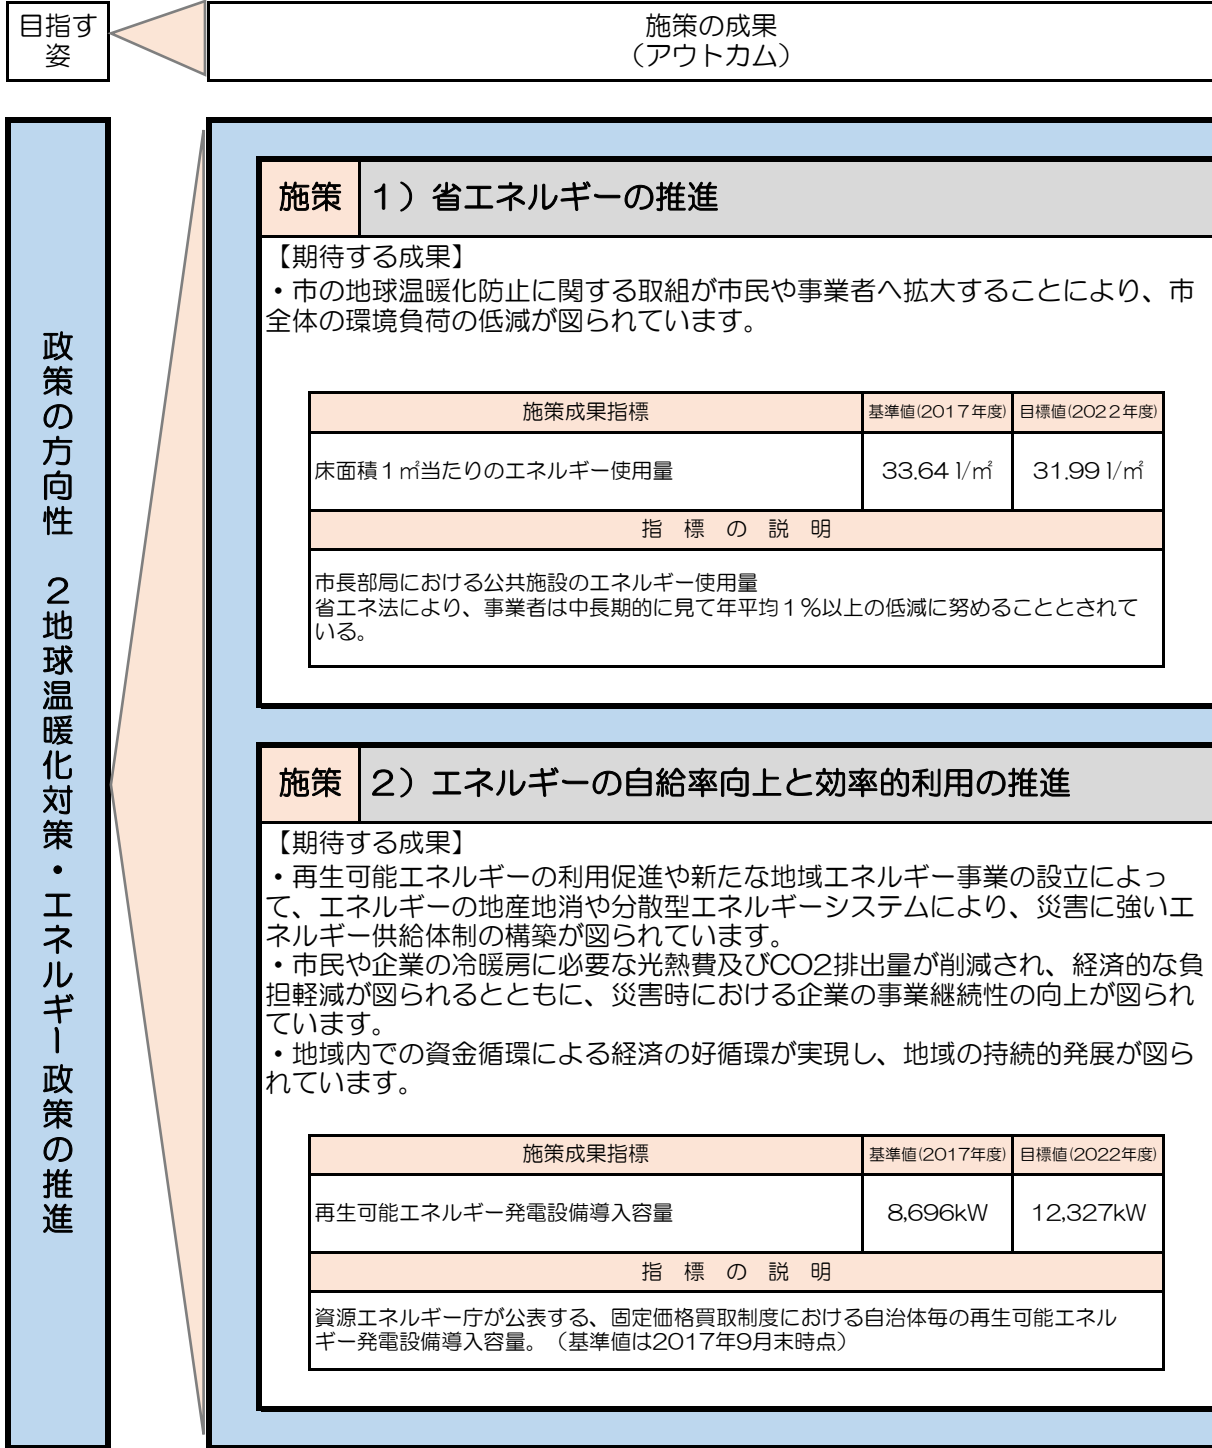 目指す
姿
施策の成果
（アウトカム）
政策の方向性　２地球温暖化対策・エネルギー政策の推進
施策 １）省エネルギーの推進
【期待する成果】
・市の地球温暖化防止に関する取組が市民や事業者へ拡大することにより、市
全体の環境負荷の低減が図られています。
施策成果指標 基準値(2017年度) 目標値(2022年度)
床面積１㎡当たりのエネルギー使用量 33.64 l/㎡ 31.99 l/㎡
指　標　の　説　明
市長部局における公共施設のエネルギー使用量
省エネ法により、事業者は中長期的に見て年平均１％以上の低減に努めることとされて
いる。
施策 ２）エネルギーの自給率向上と効率的利用の推進
【期待する成果】
・再生可能エネルギーの利用促進や新たな地域エネルギー事業の設立によっ
て、エネルギーの地産地消や分散型エネルギーシステムにより、災害に強いエ
ネルギー供給体制の構築が図られています。
・市民や企業の冷暖房に必要な光熱費及びCO2排出量が削減され、経済的な負
担軽減が図られるとともに、災害時における企業の事業継続性の向上が図られ
ています。
・地域内での資金循環による経済の好循環が実現し、地域の持続的発展が図ら
れています。
施策成果指標 基準値(2017年度) 目標値(2022年度)
再生可能エネルギー発電設備導入容量 8,696kW 12,327kW
指　標　の　説　明
資源エネルギー庁が公表する、固定価格買取制度における自治体毎の再生可能エネル
ギー発電設備導入容量。（基準値は2017年9月末時点）